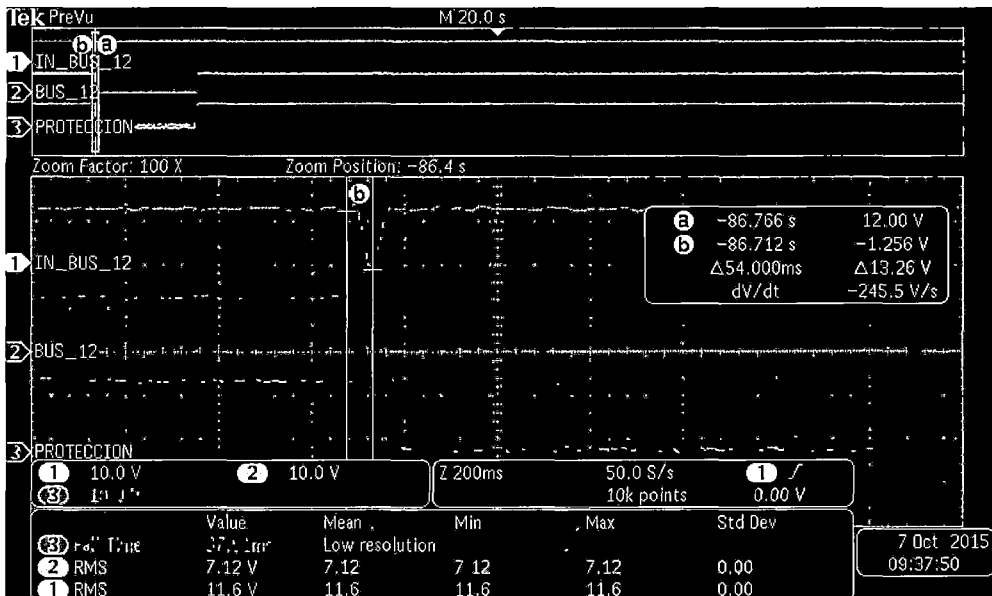 Tek PreVu M 20.0 s
b a
1 IN_BUS_12
2 BUS_12
3 PROTECCION
Zoom Factor: 100 X Zoom Position: -86.4 s
b
a -86.766 s 12.00 V
b -86.712 s -1.256 V
Δ54.000ms Δ13.26 V
dV/dt -245.5 V/s
1 IN_BUS_12
2 BUS_12
3 PROTECCION
1 10.0 V 2 10.0 V Z 200ms 50.0 S/s 1
3 10k points 0.00 V
Value Mean Min Max Std Dev
3 Fall Time Low resolution
2 RMS 7.12 V 7.12 7.12 7.12 0.00
1 RMS 11.6 V 11.6 11.6 11.6 0.00
7 Oct 2015
09:37:50